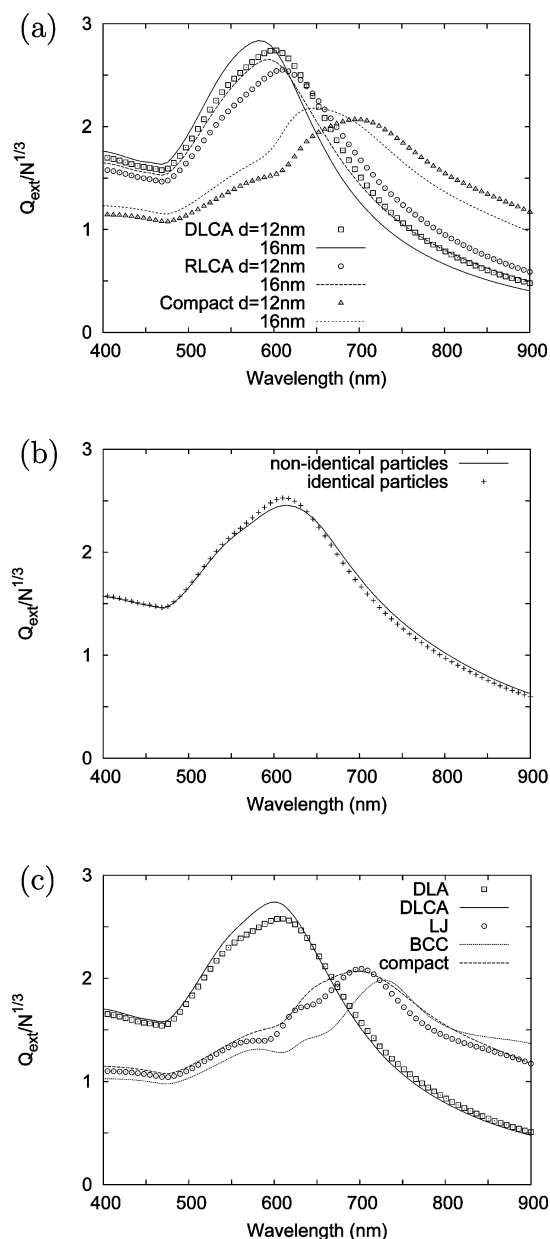 (a)
3
2
1
0
Q_ext/N^1/3
DLCA d=12nm
16nm
RLCA d=12nm
16nm
Compact d=12nm
16nm
400 500 600 700 800 900
Wavelength (nm)
(b)
3
2
1
0
Q_ext/N^1/3
non-identical particles
identical particles
400 500 600 700 800 900
Wavelength (nm)
(c)
3
2
1
0
Q_ext/N^1/3
DLA
DLCA
LJ
BCC
compact
400 500 600 700 800 900
Wavelength (nm)